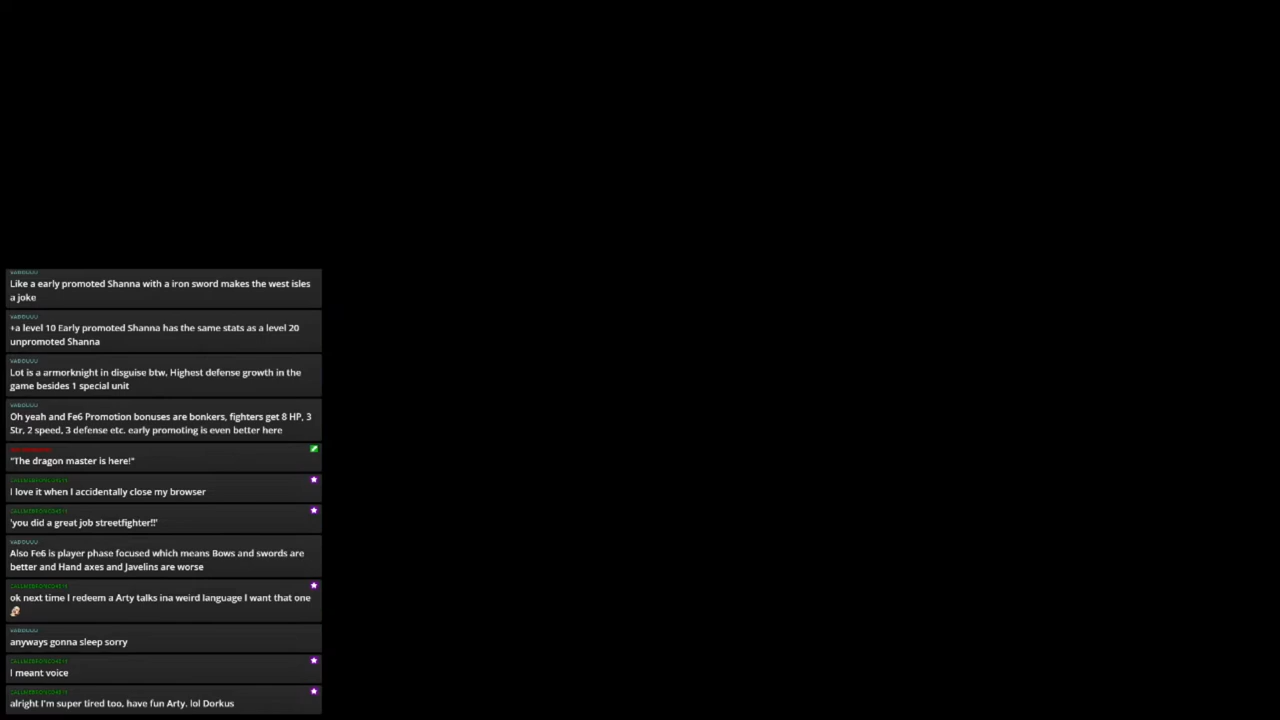 VADOUUU
Like a early promoted Shanna with a iron sword makes the west isles
a joke
VADOUUU
+a level 10 Early promoted Shanna has the same stats as a level 20
unpromoted Shanna
VADOUUU
Lot is a armorknight in disguise btw. Highest defense growth in the
game besides 1 special unit
VADOUUU
Oh yeah and Fe6 Promotion bonuses are bonkers, fighters get 8 HP, 3
Str, 2 speed, 3 defense etc. early promoting is even better here
"The dragon master is here!"
I love it when I accidentally close my browser
'you did a great job streetfighter!!'
VADOUUU
Also Fe6 is player phase focused which means Bows and swords are
better and Hand axes and Javelins are worse
ok next time I redeem a Arty talks ina weird language I want that one
VADOUUU
anyways gonna sleep sorry
I meant voice
alright I'm super tired too, have fun Arty. lol Dorkus